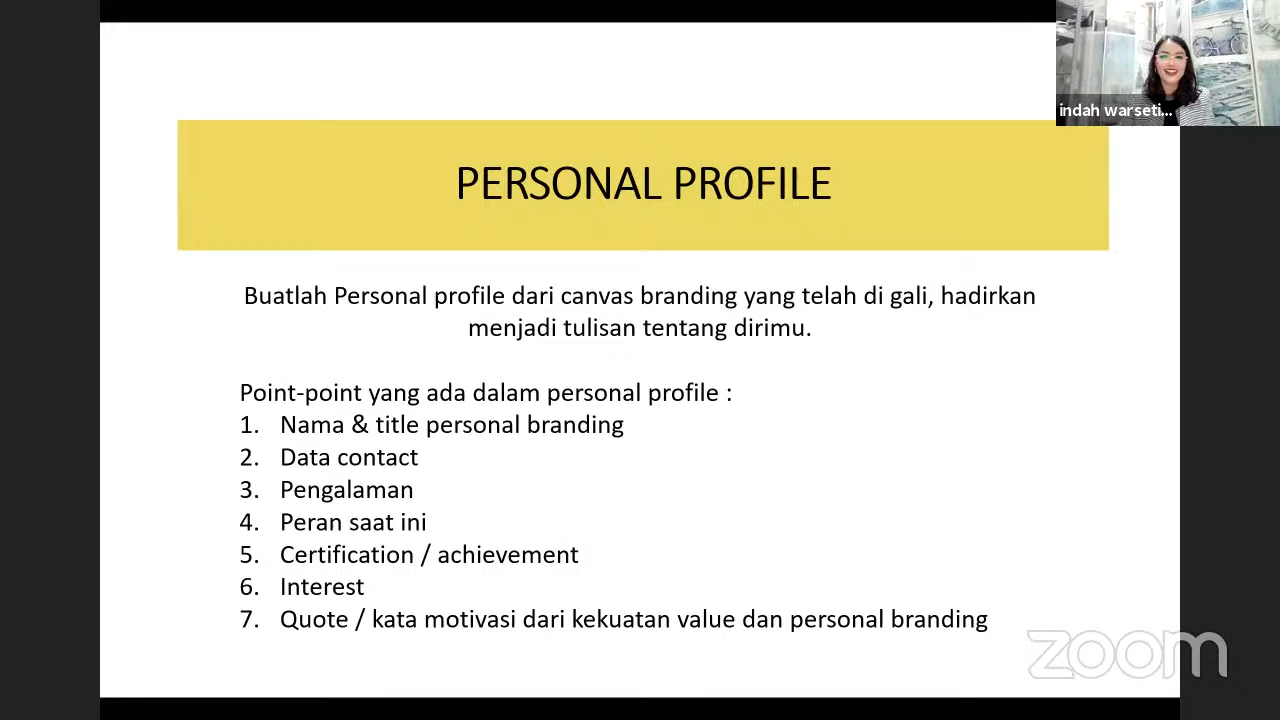 indah warseti...
PERSONAL PROFILE
Buatlah Personal profile dari canvas branding yang telah di gali, hadirkan
menjadi tulisan tentang dirimu.
Point-point yang ada dalam personal profile :
1. Nama & title personal branding
2. Data contact
3. Pengalaman
4. Peran saat ini
5. Certification / achievement
6. Interest
7. Quote / kata motivasi dari kekuatan value dan personal branding
zoom